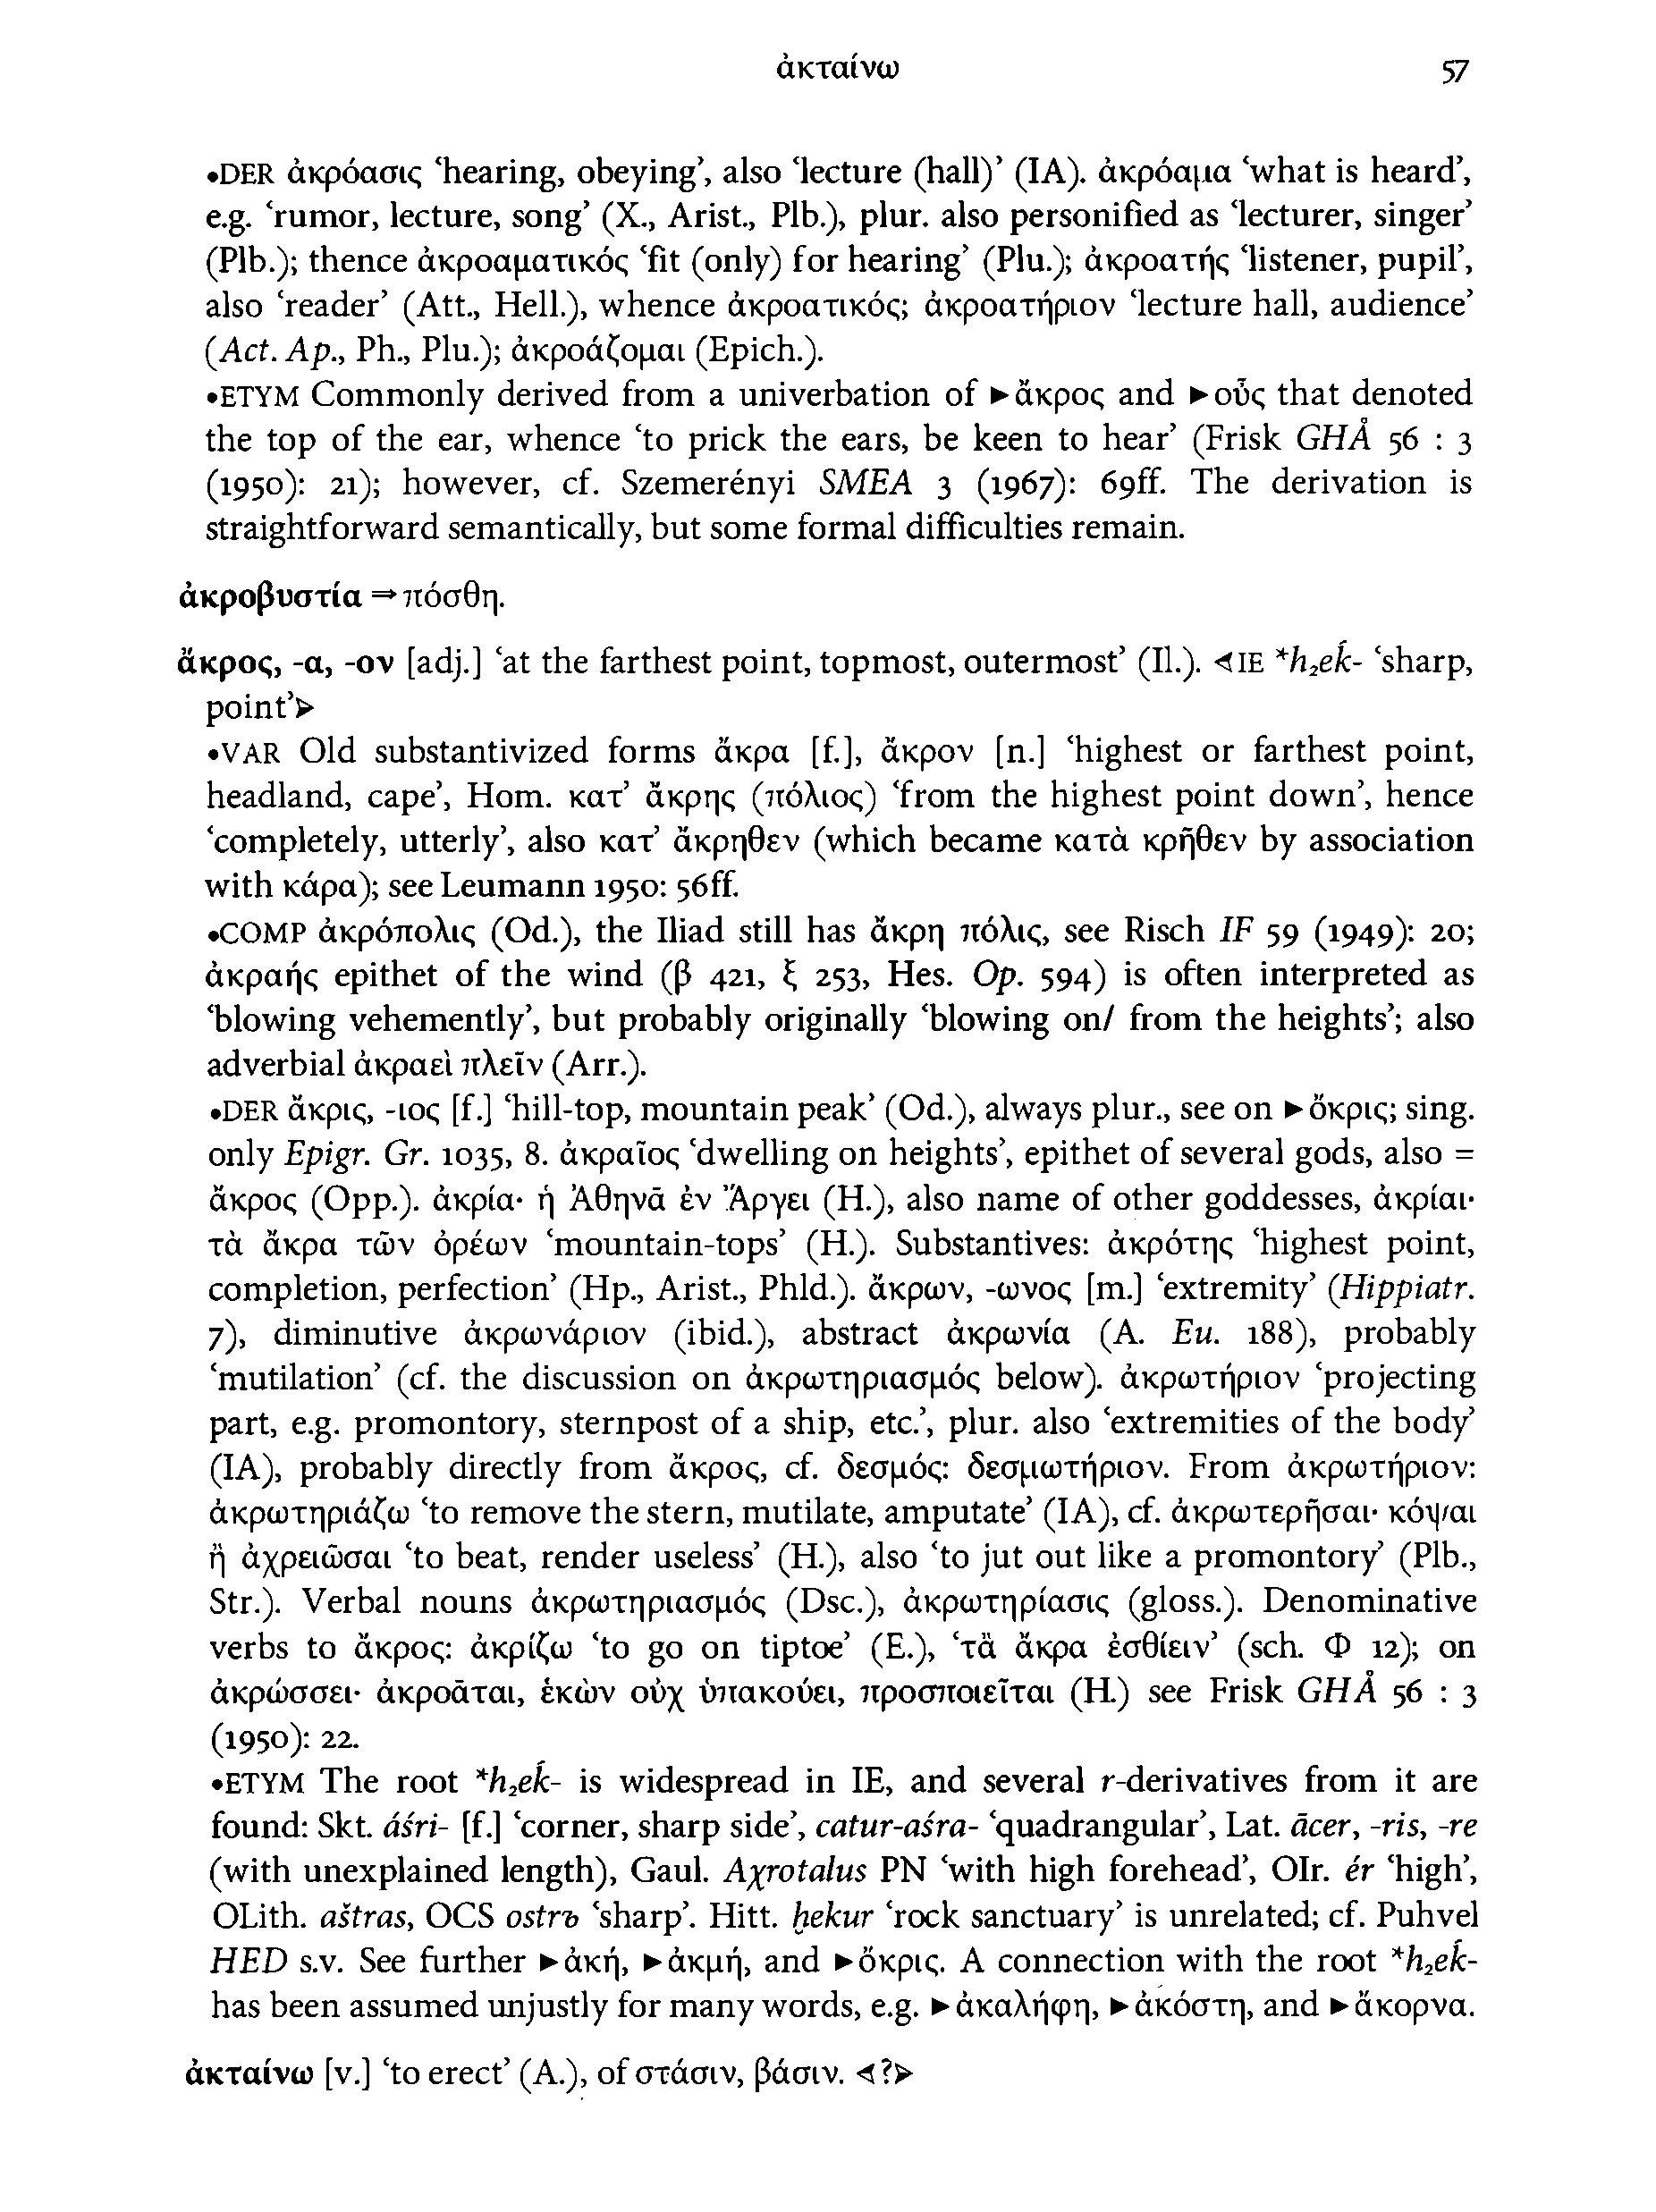 ἀκταίνω 57
•DER ἀκρόασις ‘hearing, obeying’, also ‘lecture (hall)’ (IA). ἀκρόαμα ‘what is heard’,
e.g. ‘rumor, lecture, song’ (X., Arist., Plb.), plur. also personified as ‘lecturer, singer’
(Plb.); thence ἀκροαματικός ‘fit (only) for hearing’ (Plu.); ἀκροατής ‘listener, pupil’,
also ‘reader’ (Att., Hell.), whence ἀκροατικός; ἀκροατήριον ‘lecture hall, audience’
(Act. Ap., Ph., Plu.); ἀκροάζομαι (Epich.).
•ETYM Commonly derived from a univerbation of ►ἄκρος and ►οὖς that denoted
the top of the ear, whence ‘to prick the ears, be keen to hear’ (Frisk GHÅ 56 : 3
(1950): 21); however, cf. Szemerényi SMEA 3 (1967): 69ff. The derivation is
straightforward semantically, but some formal difficulties remain.
ἀκροβυστία ⇒ πόσθη.
ἄκρος, -α, -ον [adj.] ‘at the farthest point, topmost, outermost’ (Il.). ⊲IE *h₂eḱ- ‘sharp,
point’⊳
•VAR Old substantivized forms ἄκρα [f.], ἄκρον [n.] ‘highest or farthest point,
headland, cape’, Hom. κατ’ ἄκρης (πόλιος) ‘from the highest point down’, hence
‘completely, utterly’, also κατ’ ἄκρηθεν (which became κατὰ κρῆθεν by association
with κάρα); see Leumann 1950: 56ff.
•COMP ἀκρόπολις (Od.), the Iliad still has ἄκρη πόλις, see Risch IF 59 (1949): 20;
ἀκραής epithet of the wind (β 421, ξ 253, Hes. Op. 594) is often interpreted as
‘blowing vehemently’, but probably originally ‘blowing on/ from the heights’; also
adverbial ἀκραεὶ πλεῖν (Arr.).
•DER ἄκρις, -ιος [f.] ‘hill-top, mountain peak’ (Od.), always plur., see on ►ὄκρις; sing.
only Epigr. Gr. 1035, 8. ἀκραῖος ‘dwelling on heights’, epithet of several gods, also =
ἄκρος (Opp.). ἀκρία· ἡ Ἀθηνᾶ ἐν Ἄργει (H.), also name of other goddesses, ἀκρίαι·
τὰ ἄκρα τῶν ὀρέων ‘mountain-tops’ (H.). Substantives: ἀκρότης ‘highest point,
completion, perfection’ (Hp., Arist., Phld.). ἄκρων, -ωνος [m.] ‘extremity’ (Hippiatr.
7), diminutive ἀκρωνάριον (ibid.), abstract ἀκρωνία (A. Eu. 188), probably
‘mutilation’ (cf. the discussion on ἀκρωτηριασμός below). ἀκρωτήριον ‘projecting
part, e.g. promontory, sternpost of a ship, etc.’, plur. also ‘extremities of the body’
(IA), probably directly from ἄκρος, cf. δεσμός: δεσμωτήριον. From ἀκρωτήριον:
ἀκρωτηριάζω ‘to remove the stern, mutilate, amputate’ (IA), cf. ἀκρωτερῆσαι· κόψαι
ἢ ἀχρειῶσαι ‘to beat, render useless’ (H.), also ‘to jut out like a promontory’ (Plb.,
Str.). Verbal nouns ἀκρωτηριασμός (Dsc.), ἀκρωτηρίασις (gloss.). Denominative
verbs to ἄκρος: ἀκρίζω ‘to go on tiptoe’ (E.), ‘τἂ ἄκρα ἐσθίειν’ (sch. Φ 12); on
ἀκρώσσει· ἀκροᾶται, ἑκὼν οὐχ ὑπακούει, προσποιεῖται (H.) see Frisk GHÅ 56 : 3
(1950): 22.
•ETYM The root *h₂eḱ- is widespread in IE, and several r-derivatives from it are
found: Skt. áśri- [f.] ‘corner, sharp side’, catur-aśra- ‘quadrangular’, Lat. ācer, -ris, -re
(with unexplained length), Gaul. Aχrotalus PN ‘with high forehead’, OIr. ér ‘high’,
OLith. aštras, OCS ostrъ ‘sharp’. Hitt. ḫekur ‘rock sanctuary’ is unrelated; cf. Puhvel
HED s.v. See further ►ἀκή, ►ἀκμή, and ►ὄκρις. A connection with the root *h₂eḱ-
has been assumed unjustly for many words, e.g. ►ἀκαλήφη, ►ἀκόστη, and ►ἄκορνα.
ἀκταίνω [v.] ‘to erect’ (A.), of στάσιν, βάσιν. ⊲?⊳